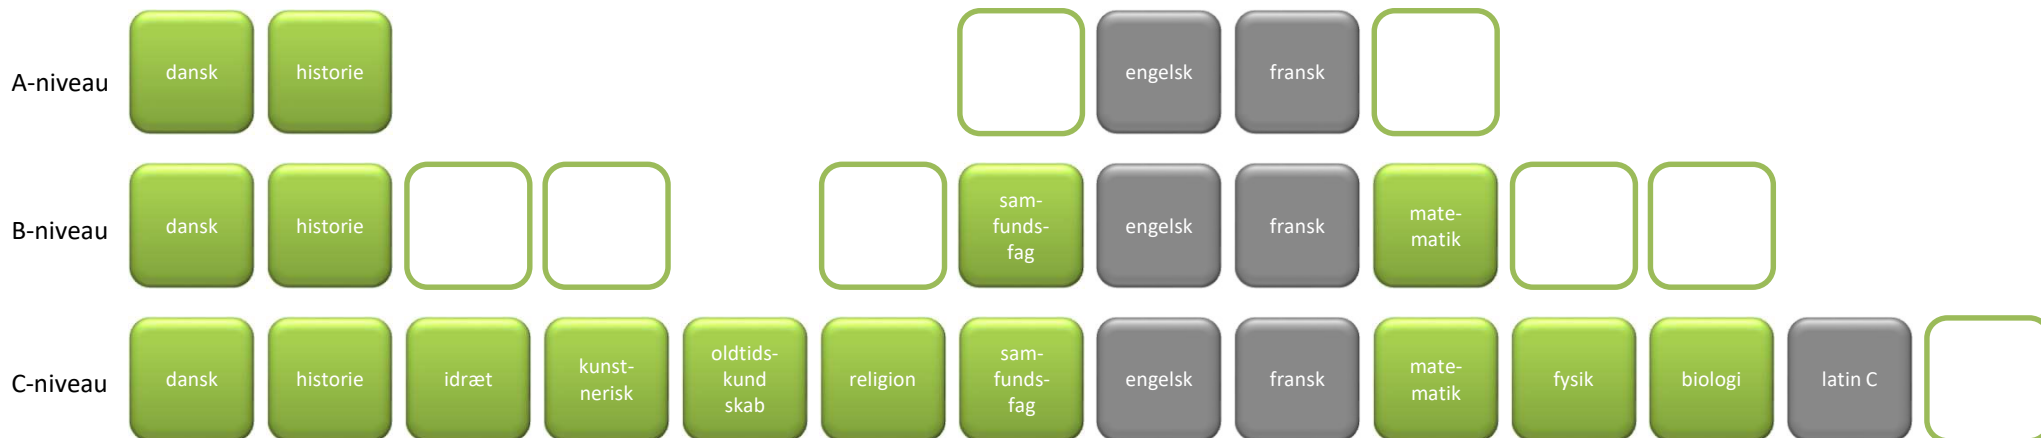 A-niveau
dansk
historie
engelsk
fransk
B-niveau
dansk
historie
sam-
funds-
fag
engelsk
fransk
mate-
matik
C-niveau
dansk
historie
idræt
kunst-
nerisk
oldtids-
kund
skab
religion
sam-
funds-
fag
engelsk
fransk
mate-
matik
fysik
biologi
latin C